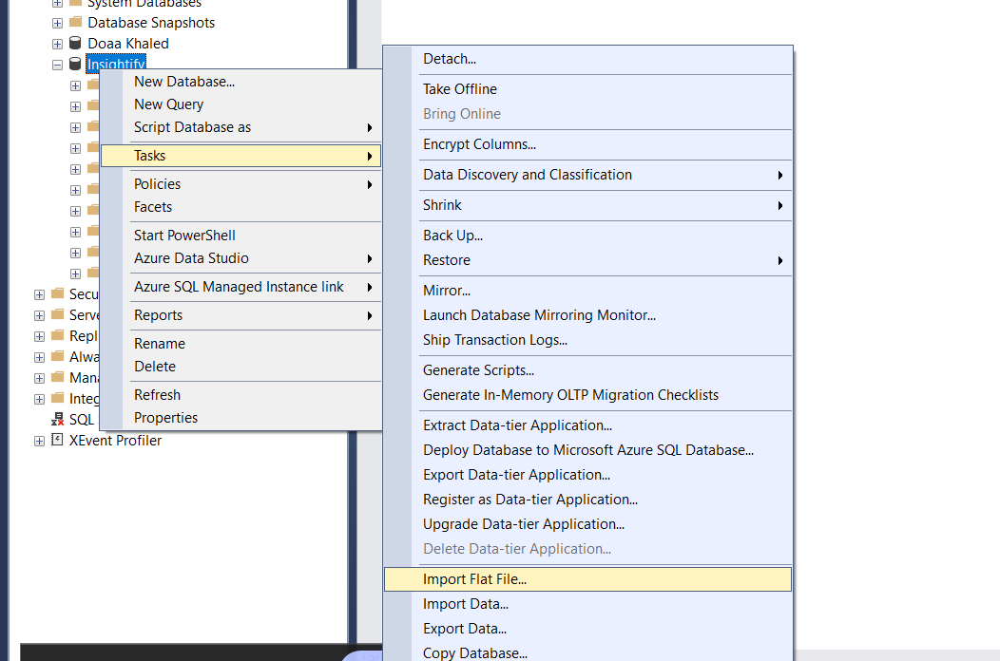 System Databases
Database Snapshots
Doaa Khaled
Insightify
New Database...
New Query
Script Database as
Tasks
Policies
Facets
Start PowerShell
Azure Data Studio
Azure SQL Managed Instance link
Reports
Rename
Delete
Refresh
Properties
Secu
Serve
Repl
Alwa
Mana
Integ
SQL
XEvent Profiler
Detach...
Take Offline
Bring Online
Encrypt Columns...
Data Discovery and Classification
Shrink
Back Up...
Restore
Mirror...
Launch Database Mirroring Monitor...
Ship Transaction Logs...
Generate Scripts...
Generate In-Memory OLTP Migration Checklists
Extract Data-tier Application...
Deploy Database to Microsoft Azure SQL Database...
Export Data-tier Application...
Register as Data-tier Application...
Upgrade Data-tier Application...
Delete Data-tier Application...
Import Flat File...
Import Data...
Export Data...
Copy Database...